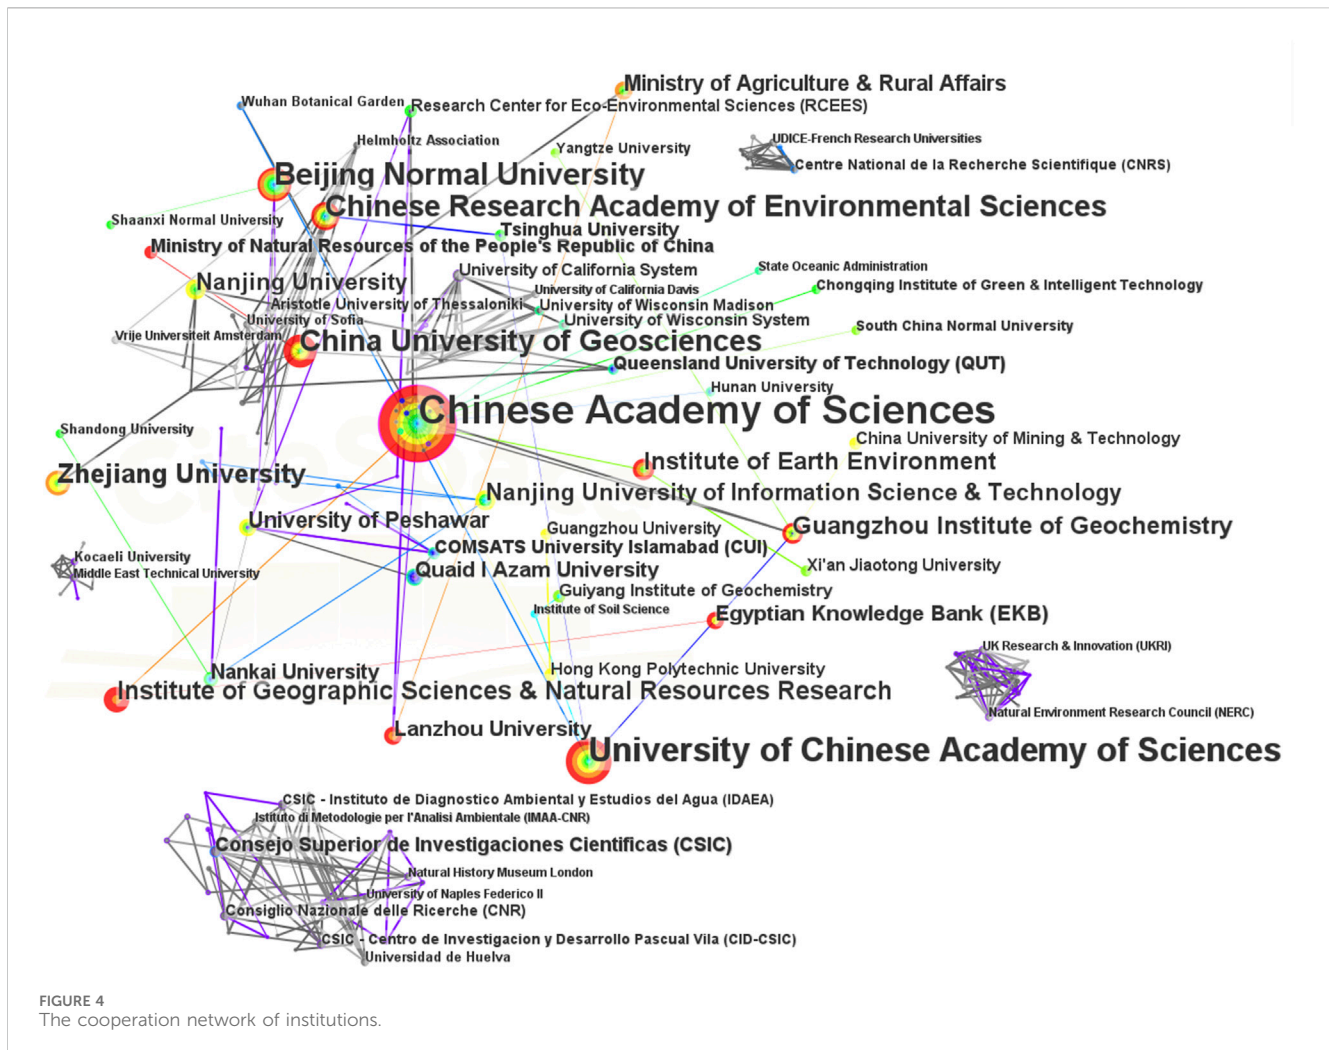 Ministry of Agriculture & Rural Affairs
Wuhan Botanical Garden
Research Center for Eco-Environmental Sciences (RCEES)
Helmholtz Association
UDICE-French Research Universities
Yangtze University
Centre National de la Recherche Scientifique (CNRS)
Beijing Normal University
Chinese Research Academy of Environmental Sciences
Shaanxi Normal University
Tsinghua University
Ministry of Natural Resources of the People's Republic of China
University of California System
State Oceanic Administration
Nanjing University
University of California Davis
Chongqing Institute of Green & Intelligent Technology
Aristotle University of Thessaloniki
University of Wisconsin Madison
University of Sofia
University of Wisconsin System
South China Normal University
Vrije Universiteit Amsterdam
China University of Geosciences
Queensland University of Technology (QUT)
Hunan University
Chinese Academy of Sciences
Shandong University
China University of Mining & Technology
Institute of Earth Environment
Zhejiang University
Nanjing University of Information Science & Technology
University of Peshawar
Guangzhou University
Guangzhou Institute of Geochemistry
COMSATS University Islamabad (CUI)
Kocaeli University
Xi'an Jiaotong University
Middle East Technical University
Quaid I Azam University
Guiyang Institute of Geochemistry
Institute of Soil Science
Egyptian Knowledge Bank (EKB)
UK Research & Innovation (UKRI)
Nankai University
Hong Kong Polytechnic University
Institute of Geographic Sciences & Natural Resources Research
Natural Environment Research Council (NERC)
Lanzhou University
University of Chinese Academy of Sciences
CSIC - Instituto de Diagnostico Ambiental y Estudios del Agua (IDAEA)
Istituto di Metodologie per l'Analisi Ambientale (IMAA-CNR)
Consejo Superior de Investigaciones Cientificas (CSIC)
Natural History Museum London
University of Naples Federico II
Consiglio Nazionale delle Ricerche (CNR)
CSIC - Centro de Investigacion y Desarrollo Pascual Vila (CID-CSIC)
Universidad de Huelva
FIGURE 4
The cooperation network of institutions.